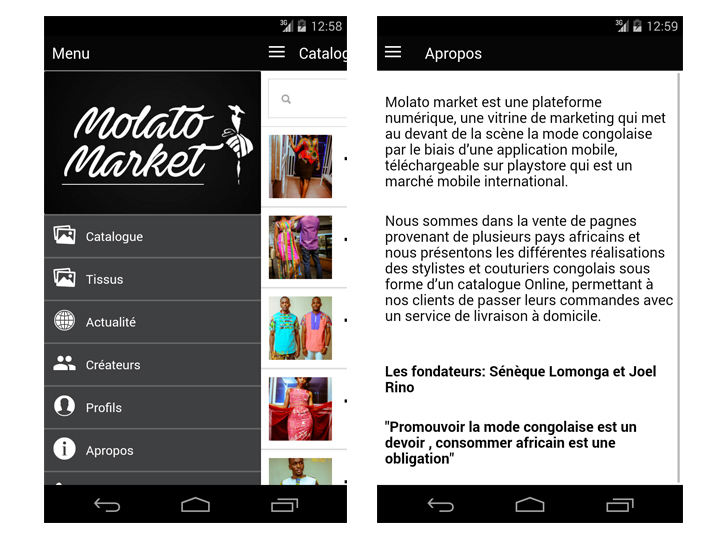 3G 12:58
Menu
Catalog
Molato
Market
Catalogue
Tissus
Actualité
Créateurs
Profils
Apropos
3G 12:59
Apropos
Molato market est une plateforme
numérique, une vitrine de marketing qui met
au devant de la scène la mode congolaise
par le biais d'une application mobile,
téléchargeable sur playstore qui est un
marché mobile international.
Nous sommes dans la vente de pagnes
provenant de plusieurs pays africains et
nous présentons les différentes réalisations
des stylistes et couturiers congolais sous
forme d'un catalogue Online, permettant à
nos clients de passer leurs commandes avec
un service de livraison à domicile.
Les fondateurs: Sénèque Lomonga et Joel
Rino
"Promouvoir la mode congolaise est un
devoir , consommer africain est une
obligation"